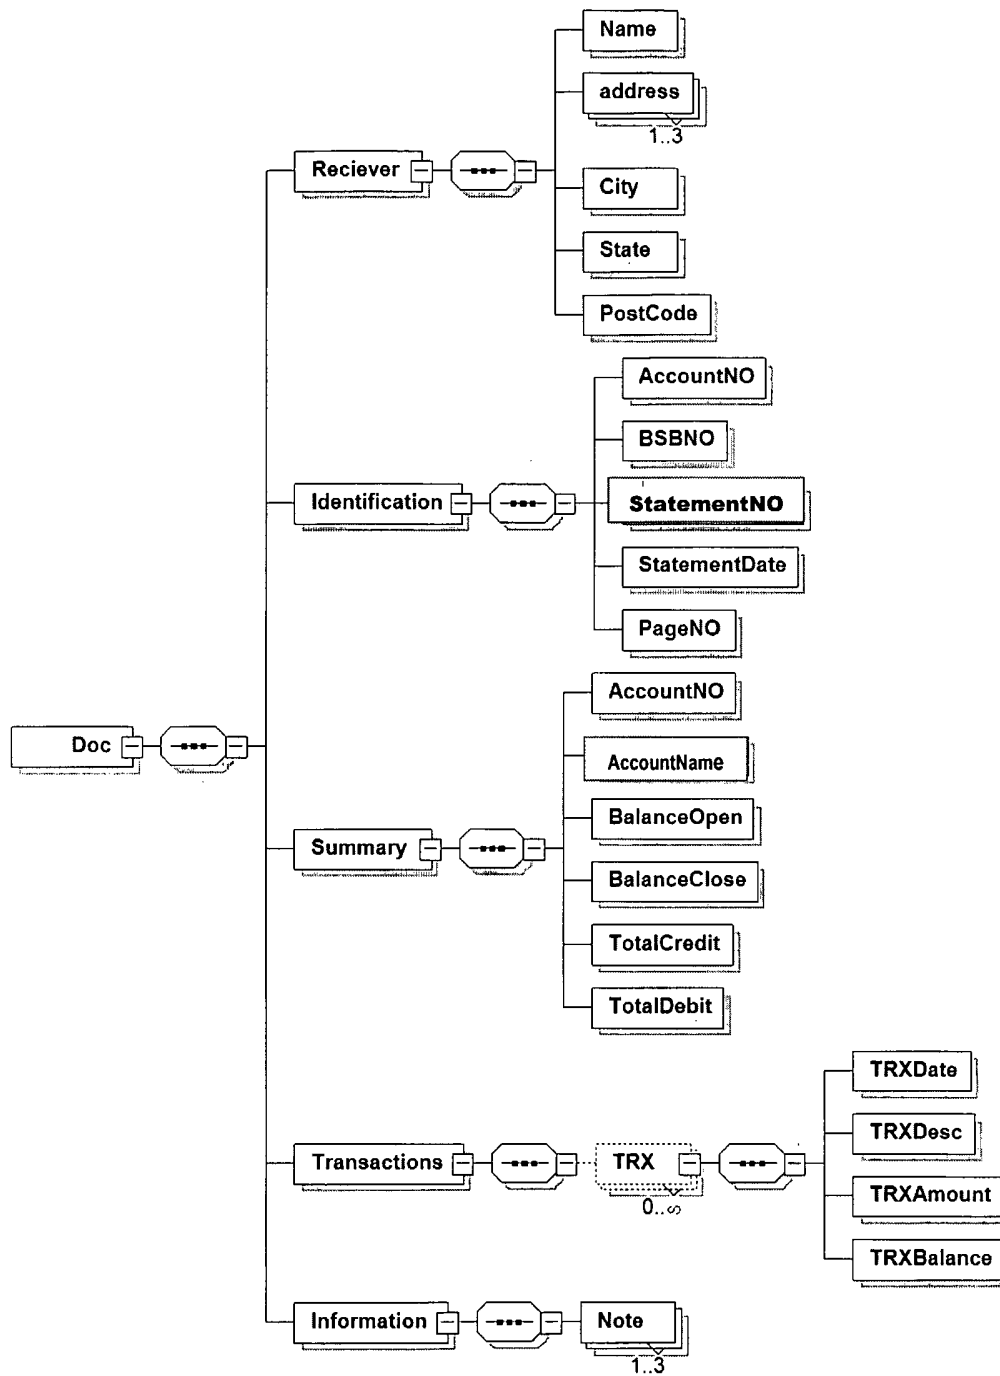 Name
address
1..3
Reciever
City
State
PostCode
AccountNO
BSBNO
Identification
StatementNO
StatementDate
PageNO
Doc
AccountNO
AccountName
BalanceOpen
Summary
BalanceClose
TotalCredit
TotalDebit
TRXDate
TRXDesc
Transactions
TRX
0..∞
TRXAmount
TRXBalance
Information
Note
1..3